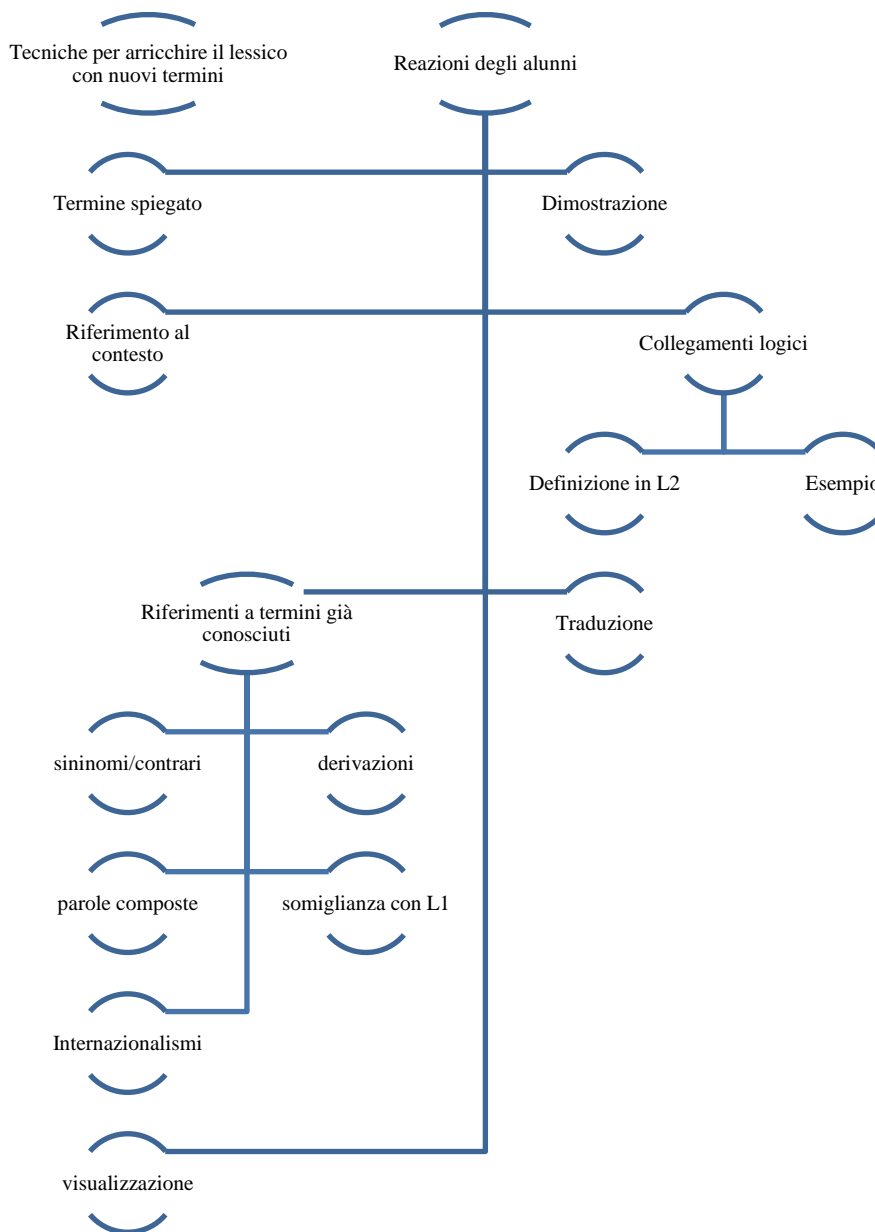 Tecniche per arricchire il lessico
con nuovi termini
Reazioni degli alunni
Termine spiegato
Dimostrazione
Riferimento al
contesto
Collegamenti logici
Definizione in L2
Esempio
Riferimenti a termini già
conosciuti
Traduzione
sininomi/contrari
derivazioni
parole composte
somiglianza con L1
Internazionalismi
visualizzazione